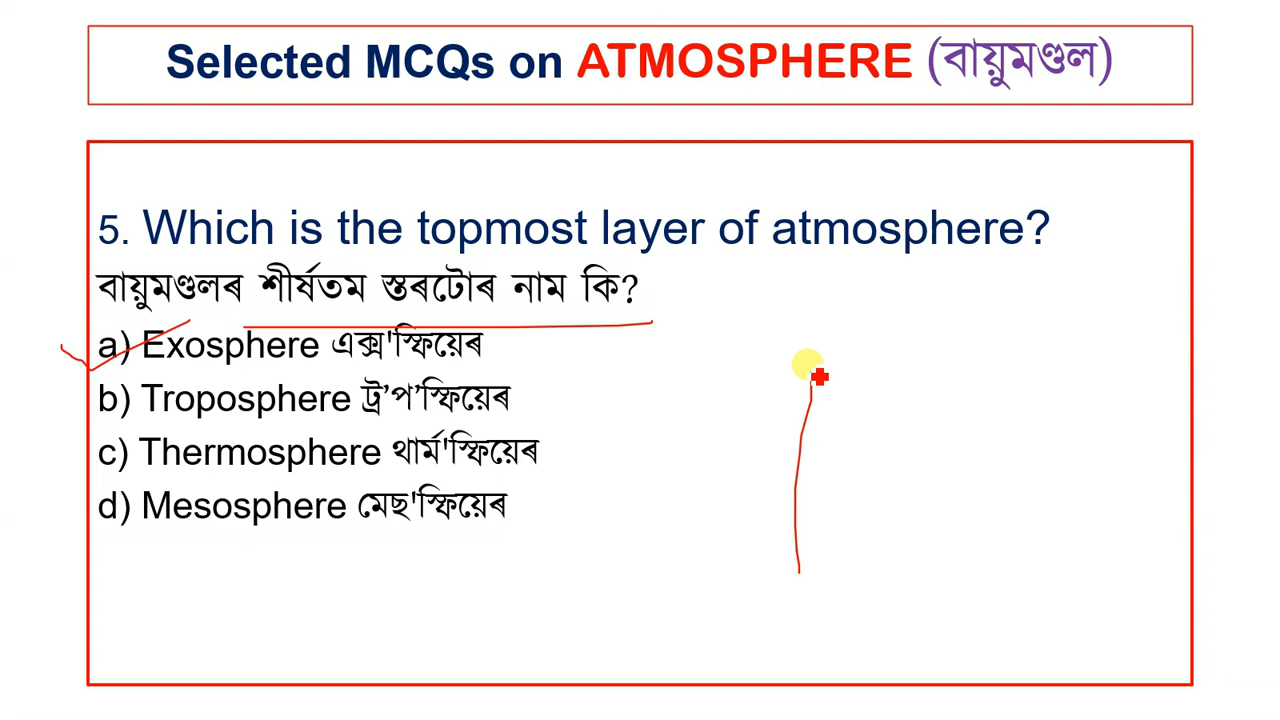 Selected MCQs on ATMOSPHERE (বায়ুমণ্ডল)
5. Which is the topmost layer of atmosphere?
বায়ুমণ্ডলৰ শীৰ্ষতম স্তৰটোৰ নাম কি?
a) Exosphere এক্স'স্ফিয়েৰ
b) Troposphere ট্ৰ’প’স্ফিয়েৰ
c) Thermosphere থাৰ্ম'স্ফিয়েৰ
d) Mesosphere মেছ'স্ফিয়েৰ